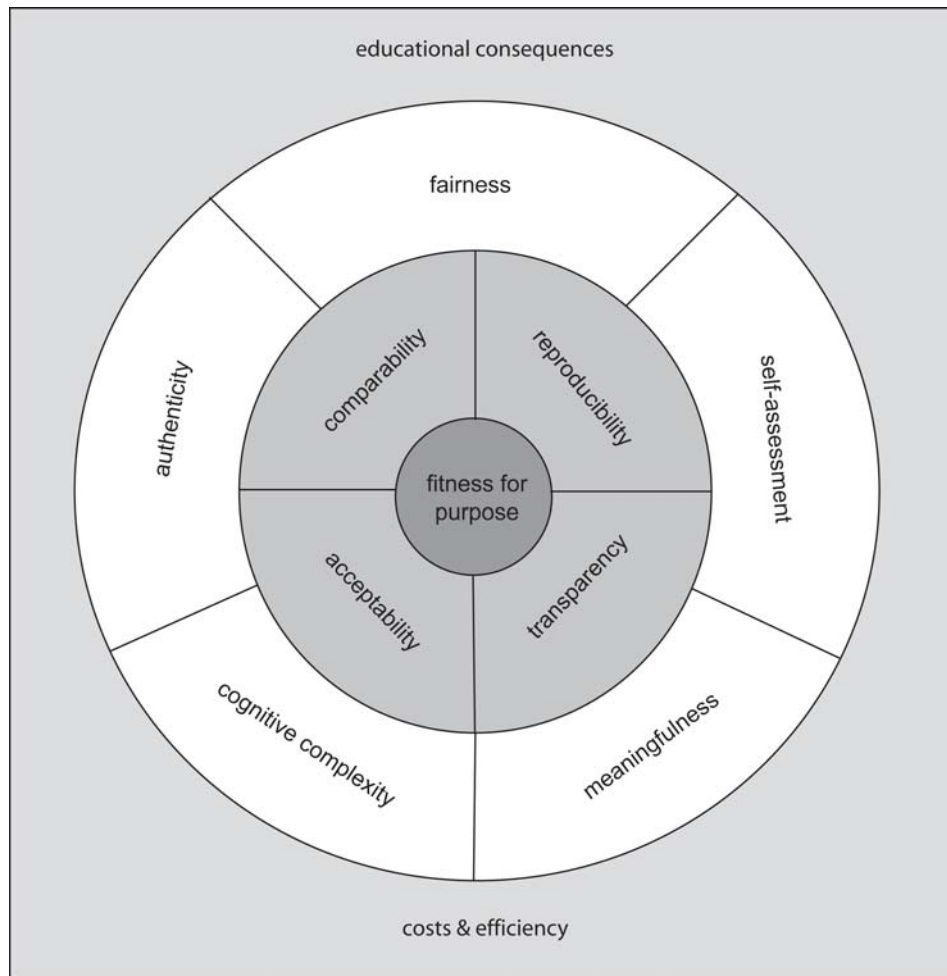 educational consequences
fairness
comparability
reproducibility
authenticity
self-assessment
fitness for
purpose
acceptability
transparency
cognitive complexity
meaningfulness
costs & efficiency